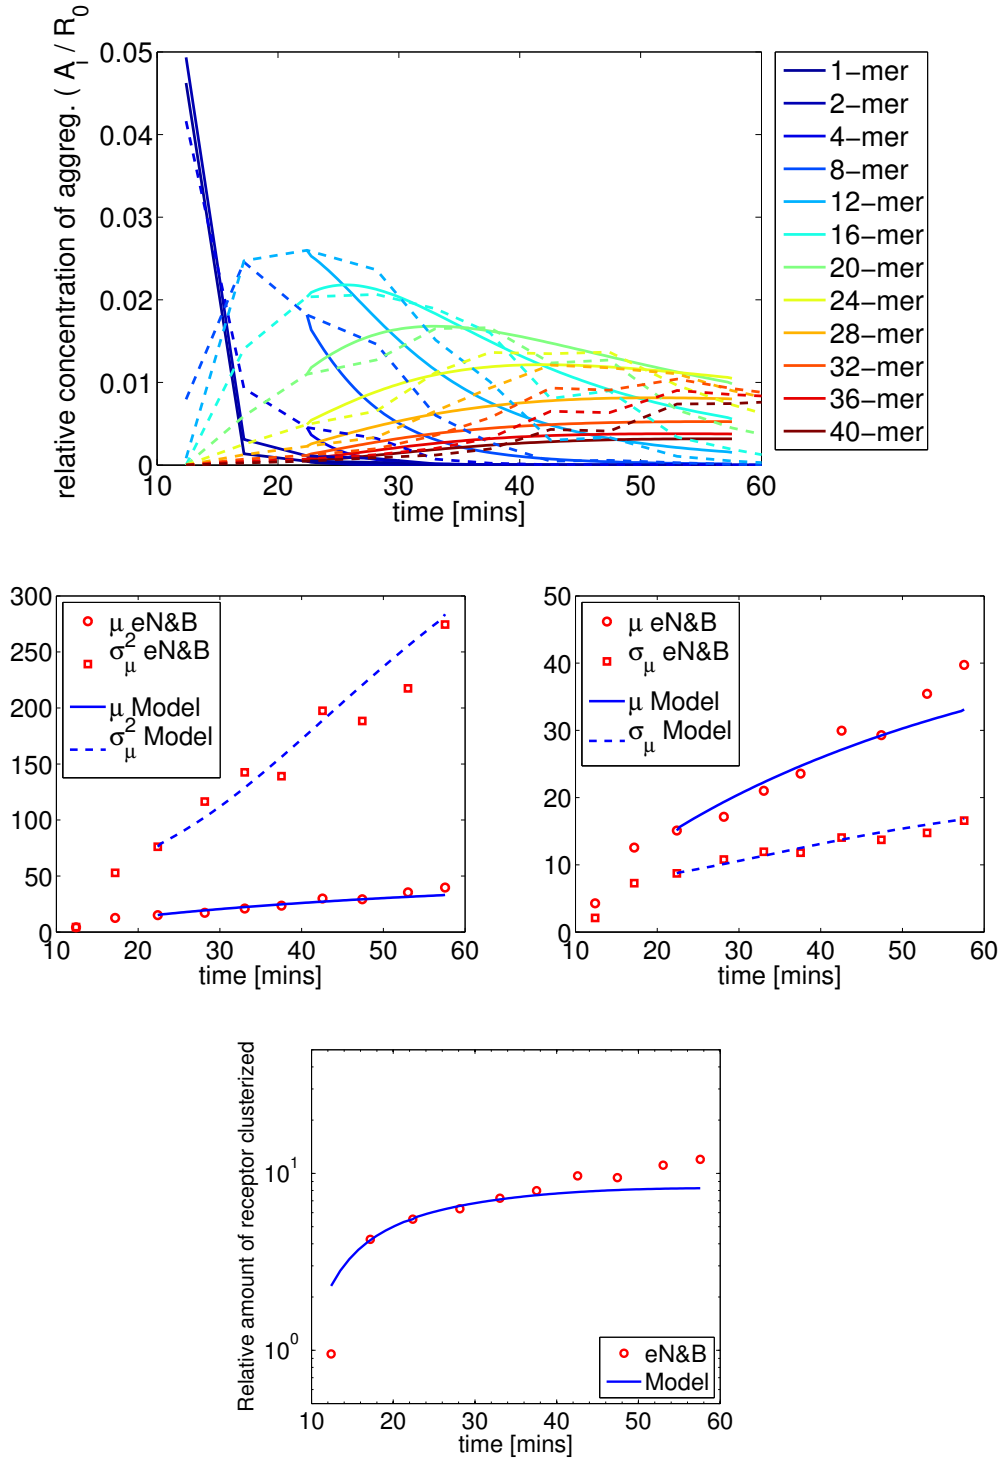 relative concentration of aggreg. ( A_i / R_0
0.05
0.04
0.03
0.02
0.01
0
10
20
30
40
50
60
time [mins]
1−mer
2−mer
4−mer
8−mer
12−mer
16−mer
20−mer
24−mer
28−mer
32−mer
36−mer
40−mer
300
250
200
150
100
50
0
10
20
30
40
50
60
time [mins]
μ eN&B
σ_μ^2 eN&B
μ Model
σ_μ^2 Model
50
40
30
20
10
0
10
20
30
40
50
60
time [mins]
μ eN&B
σ_μ eN&B
μ Model
σ_μ Model
Relative amount of receptor clusterized
10^1
10^0
10
20
30
40
50
60
time [mins]
eN&B
Model